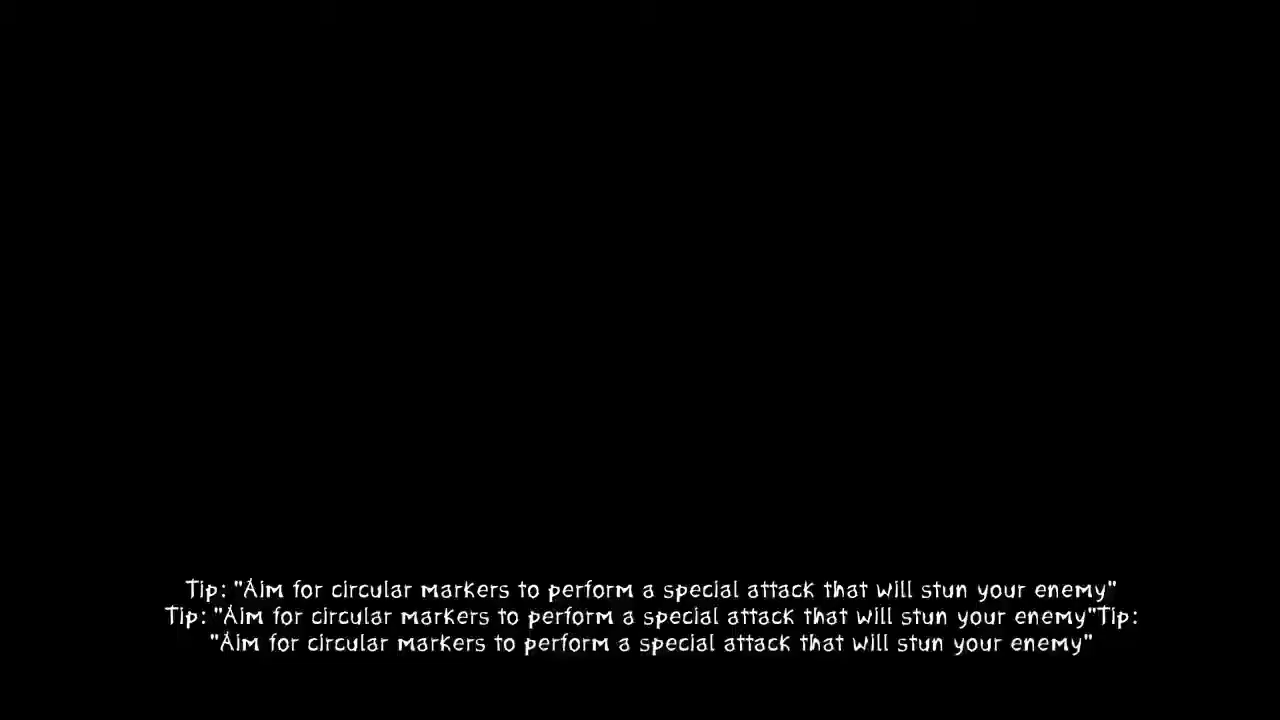 Tip: "Aim for circular markers to perform a special attack that will stun your enemy"
Tip: "Aim for circular markers to perform a special attack that will stun your enemy"Tip:
"Aim for circular markers to perform a special attack that will stun your enemy"